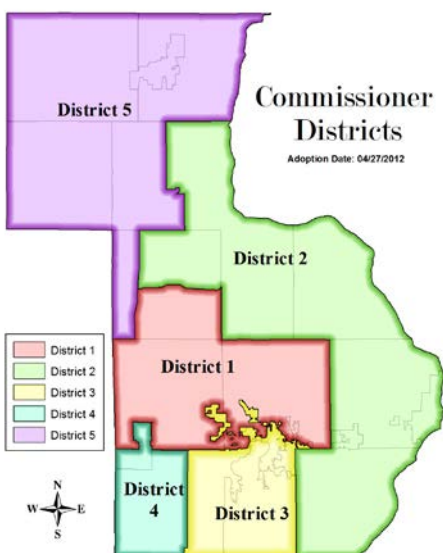 Commissioner
Districts
Adoption Date: 04/27/2012
District 5
District 2
District 1
District 1
District 2
District 3
District 4
District 5
District
4
District 3
N
W E
S